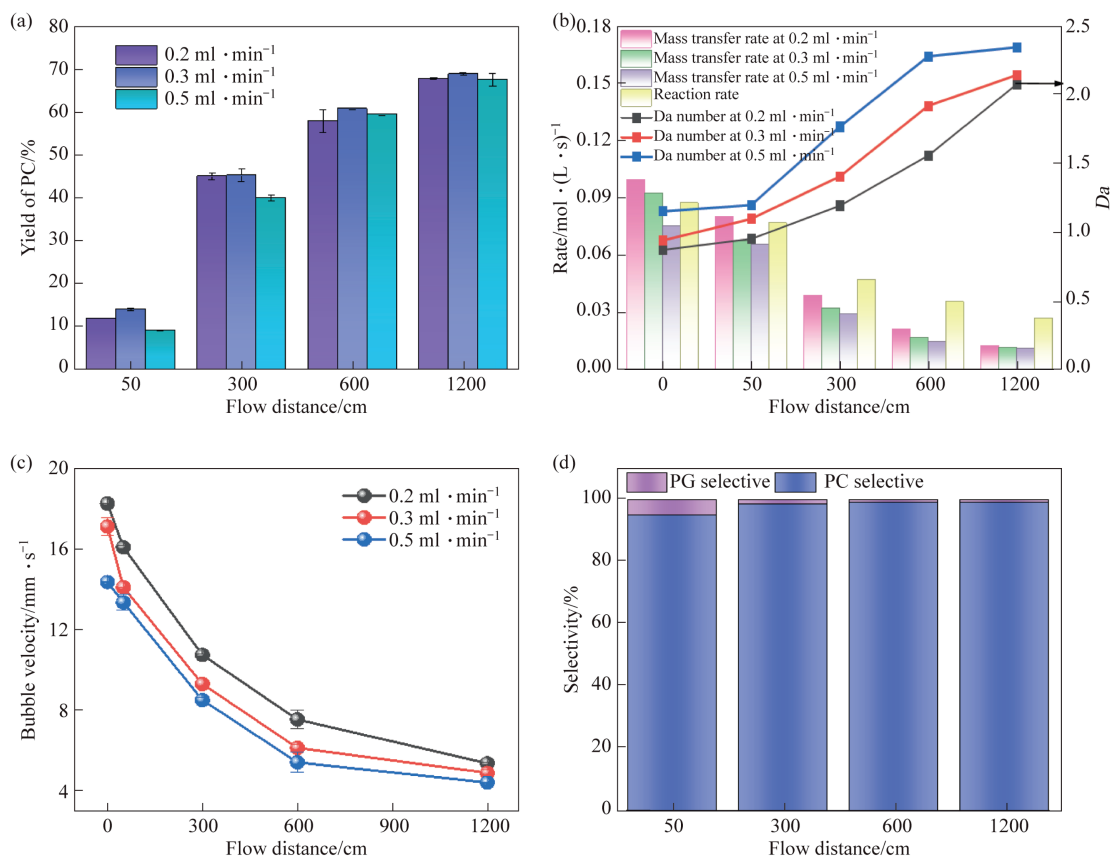 (a)
80
70
60
50
40
30
20
10
0
Yield of PC/%
0.2 ml·min⁻¹
0.3 ml·min⁻¹
0.5 ml·min⁻¹
50 300 600 1200
Flow distance/cm
(b)
0.18
0.15
0.12
0.09
0.06
0.03
0.00
Rate/mol·(L·s)⁻¹
Mass transfer rate at 0.2 ml·min⁻¹
Mass transfer rate at 0.3 ml·min⁻¹
Mass transfer rate at 0.5 ml·min⁻¹
Reaction rate
Da number at 0.2 ml·min⁻¹
Da number at 0.3 ml·min⁻¹
Da number at 0.5 ml·min⁻¹
2.5
2.0
1.5
1.0
0.5
0.0
Da
0 50 300 600 1200
Flow distance/cm
(c)
20
16
12
8
4
Bubble velocity/mm·s⁻¹
0.2 ml·min⁻¹
0.3 ml·min⁻¹
0.5 ml·min⁻¹
0 300 600 900 1200
Flow distance/cm
(d)
PG selective PC selective
100
80
60
40
20
0
Selectivity/%
50 300 600 1200
Flow distance/cm